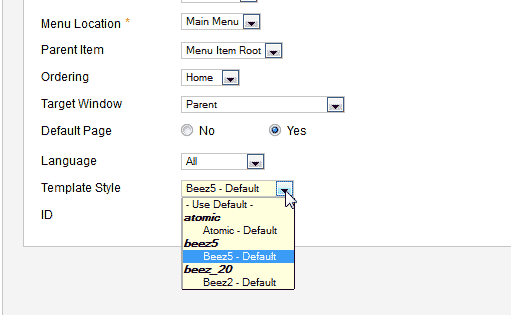 Menu Location * Main Menu
Parent Item Menu Item Root
Ordering Home
Target Window Parent
Default Page No Yes
Language All
Template Style Beez5 - Default
ID
- Use Default -
atomic
Atomic - Default
beez5
Beez5 - Default
beez_20
Beez2 - Default